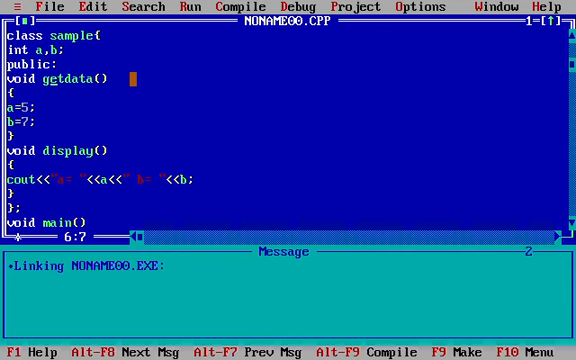 ≡ File Edit Search Run Compile Debug Project Options Window Help
[■] NONAME00.CPP 1=[↑]
class sample{
int a,b;
public:
void getdata()
{
a=5;
b=7;
}
void display()
{
cout<<"a= "<<a<<" b= "<<b;
}
};
void main()
6:7
Message 2
•Linking NONAME00.EXE:
F1 Help Alt-F8 Next Msg Alt-F7 Prev Msg Alt-F9 Compile F9 Make F10 Menu